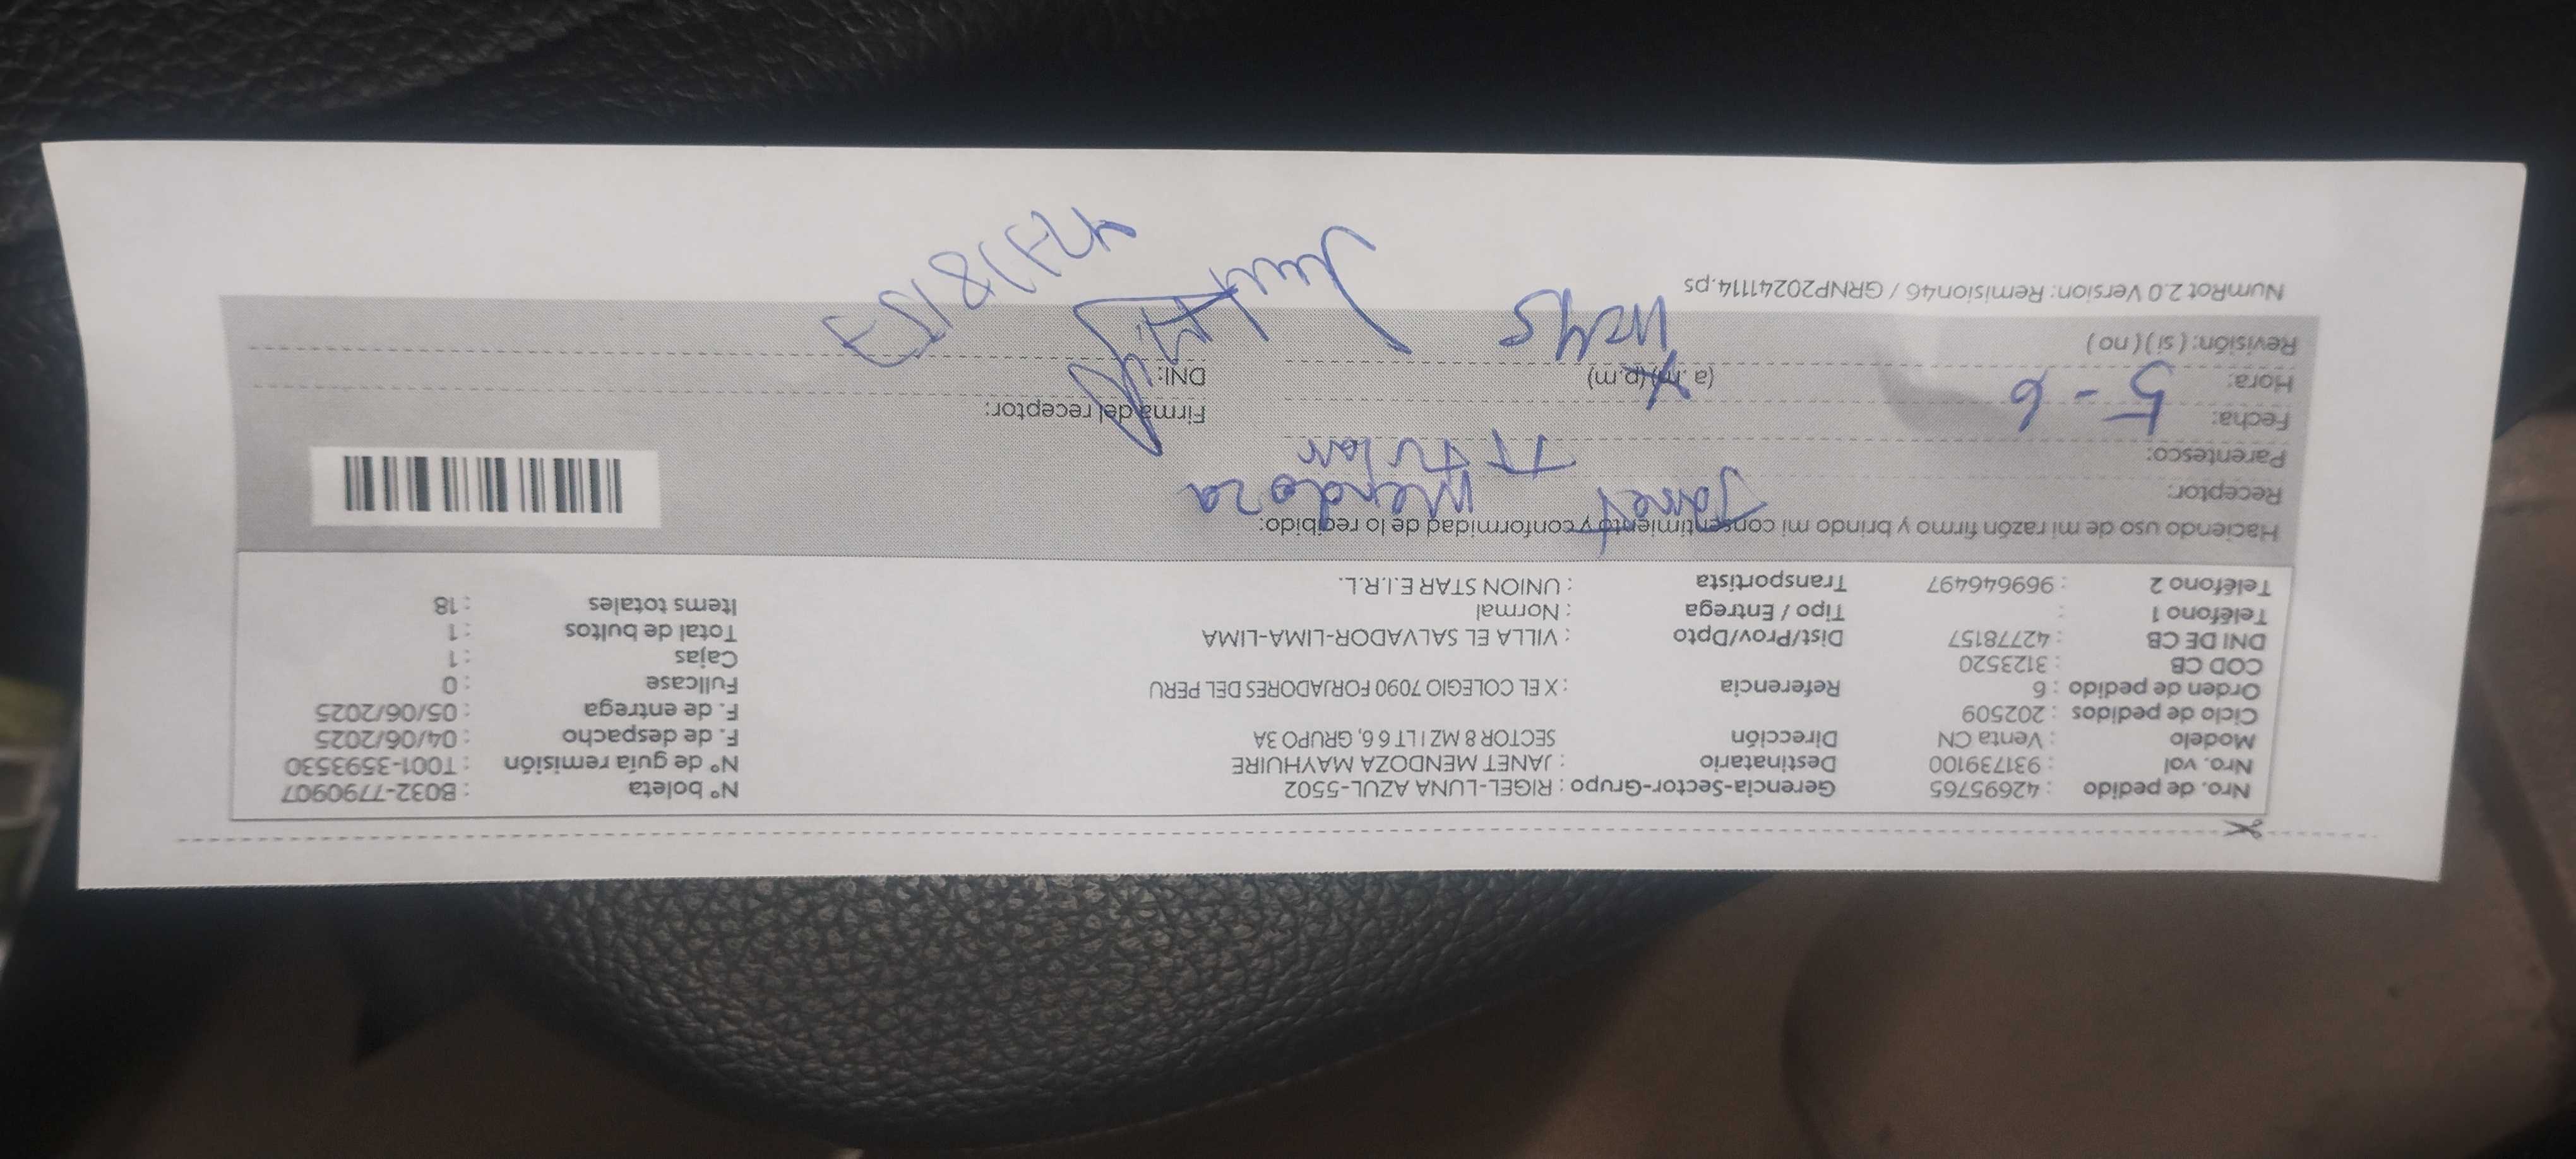 Nro. de pedido : 42695765 Gerencia-Sector-Grupo : RIGEL-LUNA AZUL-5502 N° boleta : B032-7790907
Nro. vol : 931739100 Destinatario : JANET MENDOZA MAYHUIRE N° de guía remisión : T001-3593530
Modelo : Venta CN Dirección SECTOR 8 MZ I LT 6 6, GRUPO 3A F. de despacho : 04/06/2025
Ciclo de pedidos : 202509 F. de entrega : 05/06/2025
Orden de pedido : 6 Referencia : X EL COLEGIO 7090 FORJADORES DEL PERU Fullcase : 0
COD CB : 3123520 Cajas : 1
DNI DE CB : 42778157 Dist/Prov/Dpto : VILLA EL SALVADOR-LIMA-LIMA Total de bultos : 1
Teléfono 1 : Tipo / Entrega : Normal Items totales : 18
Teléfono 2 : 969646497 Transportista : UNION STAR E.I.R.L.
Haciendo uso de mi razón firmo y brindo mi consentimiento y conformidad de lo recibido:
Receptor: Janet Mendoza
Parentesco: Titular
Fecha: 5-6 Firma del receptor:
Hora: (a.m) (p.m) DNI:
Revisión: ( si ) ( no )
NumRot 2.0 Version: Remision46 / GRNP20241114.ps